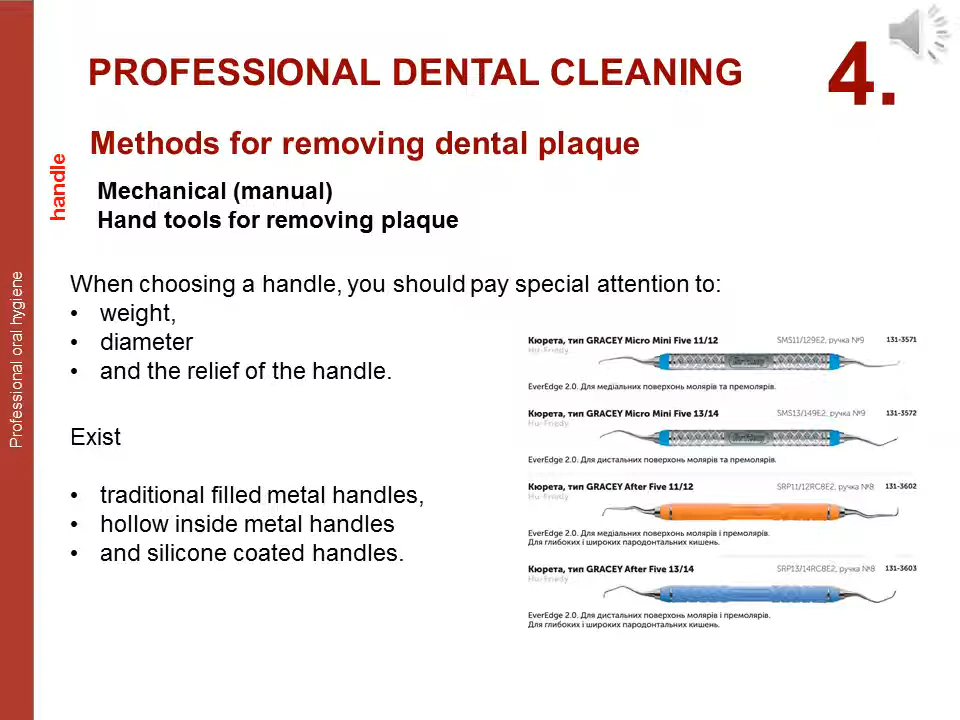 PROFESSIONAL DENTAL CLEANING
4.
Methods for removing dental plaque
handle
Mechanical (manual)
Hand tools for removing plaque
Professional oral hygiene
When choosing a handle, you should pay special attention to:
• weight,
• diameter
• and the relief of the handle.
Exist
• traditional filled metal handles,
• hollow inside metal handles
• and silicone coated handles.
Кюрета, тип GRACEY Micro Mini Five 11/12 SMS11/129E2, ручка №9 131-3571
Hu-Friedy
EverEdge 2.0. Для медіальних поверхонь молярів та премолярів.
Кюрета, тип GRACEY Micro Mini Five 13/14 SMS13/149E2, ручка №9 131-3572
Hu-Friedy
EverEdge 2.0. Для дистальних поверхонь молярів та премолярів.
Кюрета, тип GRACEY After Five 11/12 SRP11/12RC8E2, ручка №8 131-3602
Hu-Friedy
EverEdge 2.0. Для медіальних поверхонь молярів і премолярів.
Для глибоких і широких пародонтальних кишень.
Кюрета, тип GRACEY After Five 13/14 SRP13/14RC8E2, ручка №8 131-3603
Hu-Friedy
EverEdge 2.0. Для дистальних поверхонь молярів і премолярів.
Для глибоких і широких пародонтальних кишень.